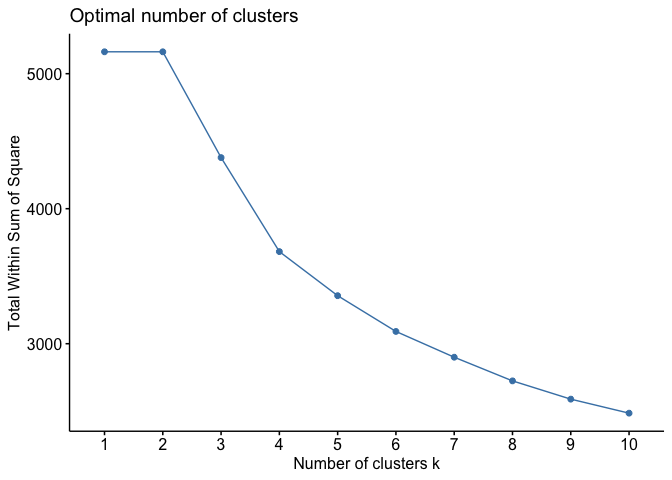 Optimal number of clusters
5000
4000
3000
Total Within Sum of Square
1 2 3 4 5 6 7 8 9 10
Number of clusters k